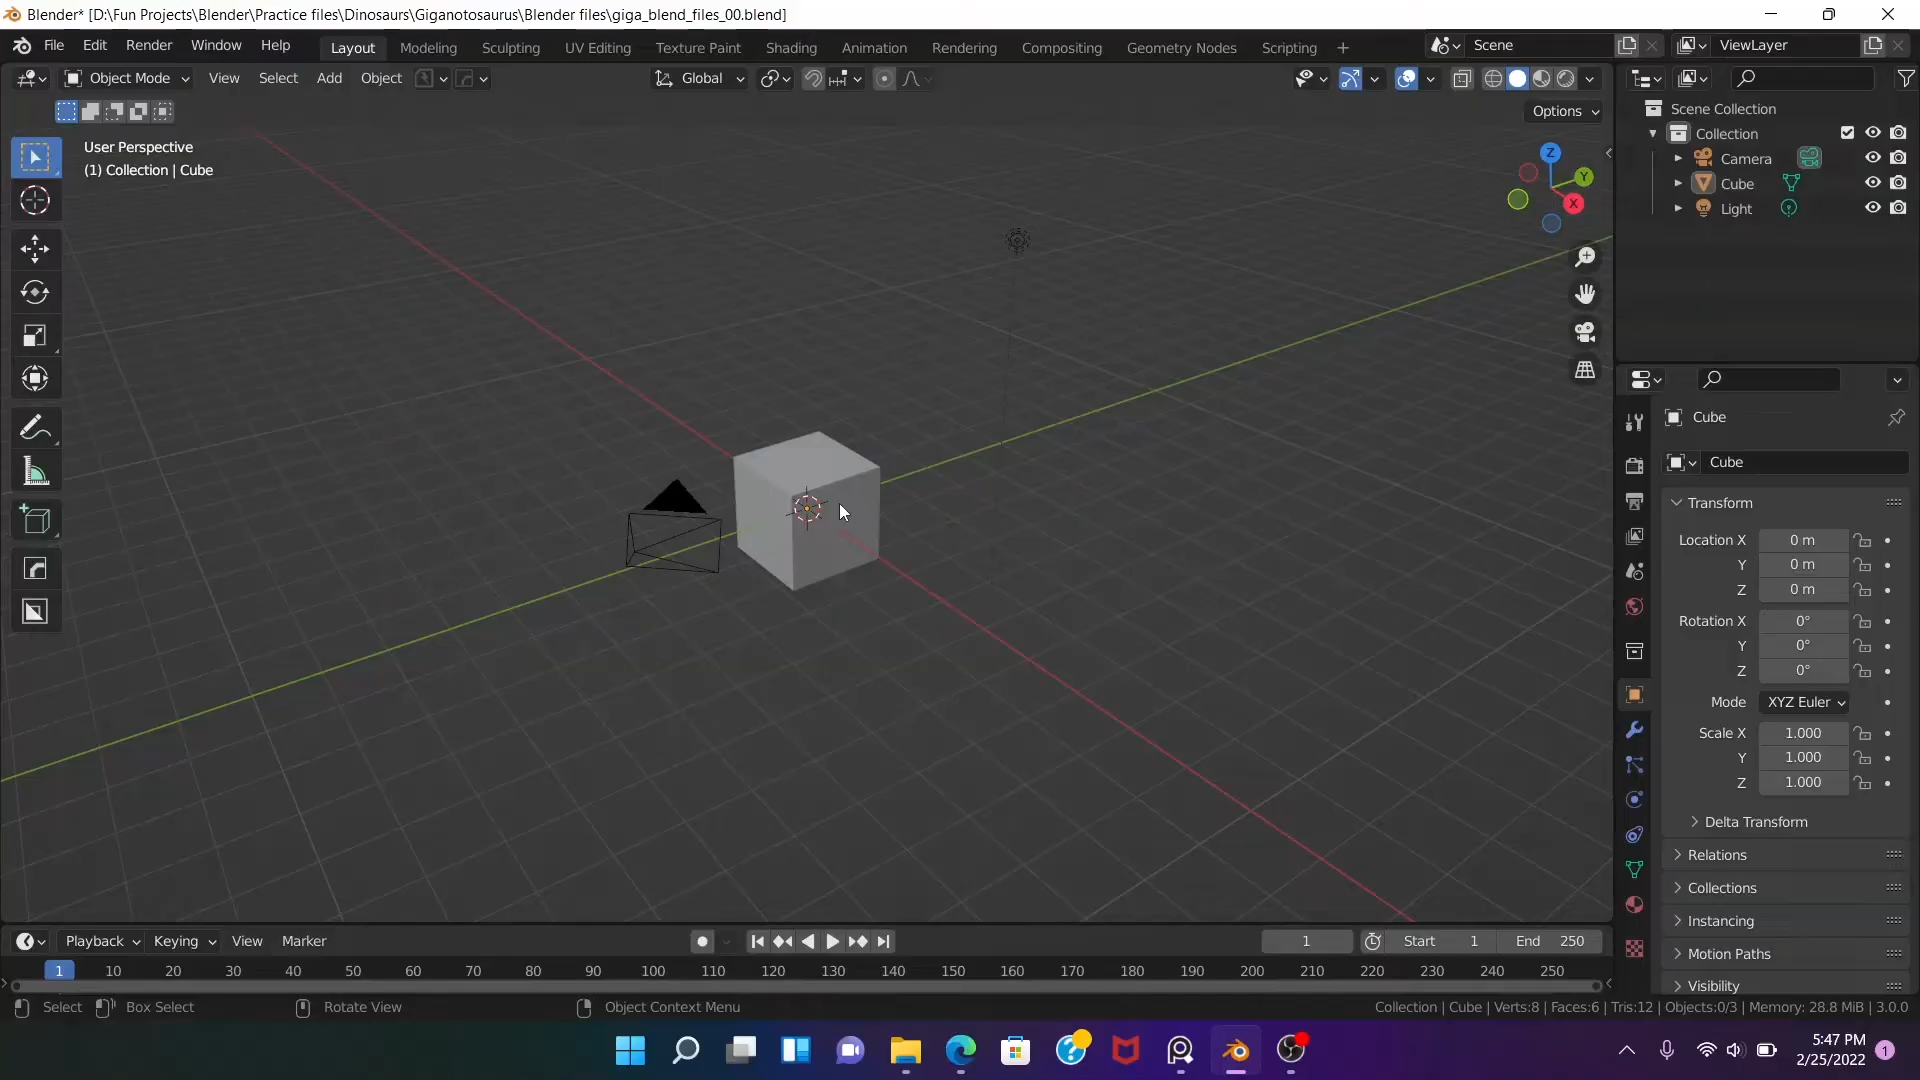 Blender* [D:\Fun Projects\Blender\Practice files\Dinosaurs\Giganotosaurus\Blender files\giga_blend_files_00.blend]
File Edit Render Window Help Layout Modeling Sculpting UV Editing Texture Paint Shading Animation Rendering Compositing Geometry Nodes Scripting + Scene ViewLayer
Object Mode View Select Add Object Global
Options
User Perspective
(1) Collection | Cube
Z
Y
X
Scene Collection
Collection
Camera
Cube
Light
Cube
Cube
Transform
Location X 0 m
Y 0 m
Z 0 m
Rotation X 0°
Y 0°
Z 0°
Mode XYZ Euler
Scale X 1.000
Y 1.000
Z 1.000
Delta Transform
Relations
Collections
Instancing
Motion Paths
Visibility
Playback Keying View Marker 1 Start 1 End 250
1 10 20 30 40 50 60 70 80 90 100 110 120 130 140 150 160 170 180 190 200 210 220 230 240 250
Select Box Select Rotate View Object Context Menu Collection | Cube | Verts:8 | Faces:6 | Tris:12 | Objects:0/3 | Memory: 28.8 MiB | 3.0.0
5:47 PM
2/25/2022
1